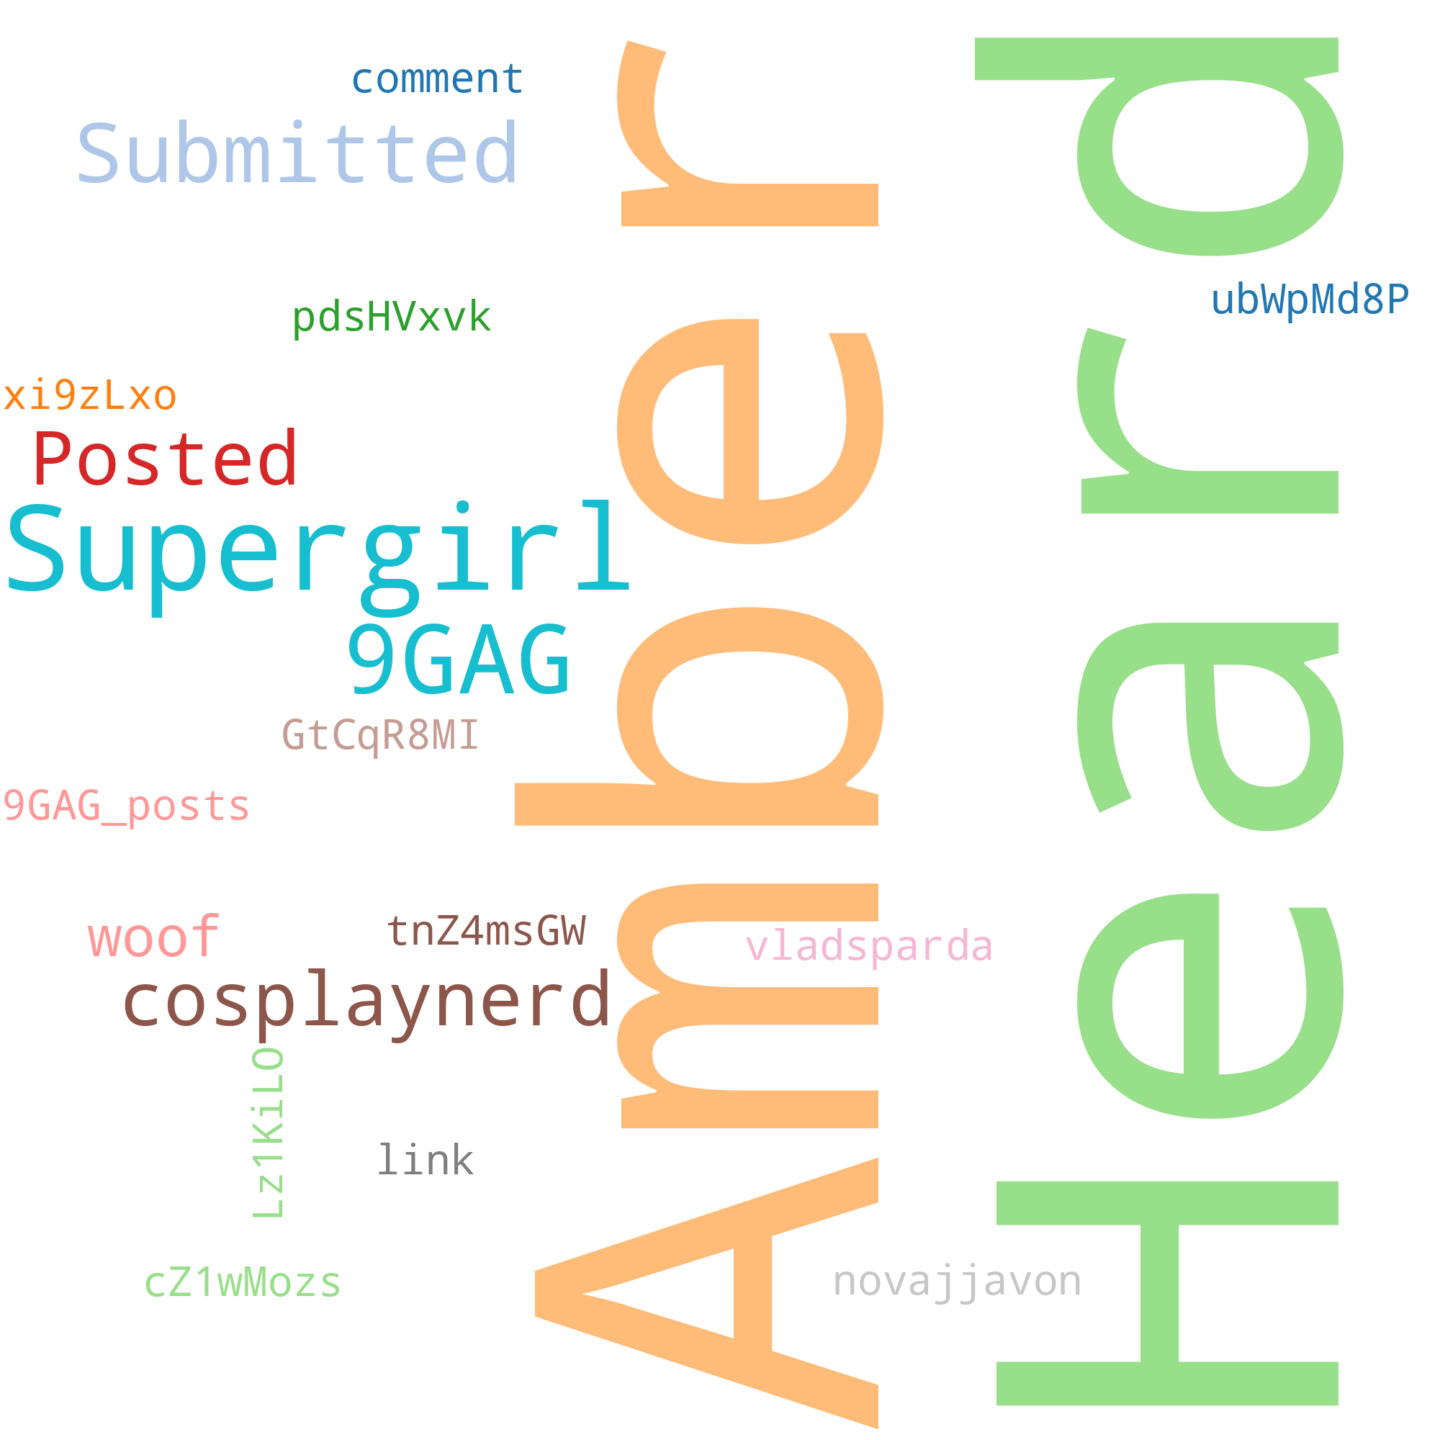 comment
Submitted
Amber
Heard
ubWpMd8P
pdsHVxvk
xi9zLxo
Posted
Supergirl
9GAG
GtCqR8MI
9GAG_posts
woof
tnZ4msGW
vladsparda
cosplaynerd
Lz1KiLO
link
cZ1wMozs
novajjavon